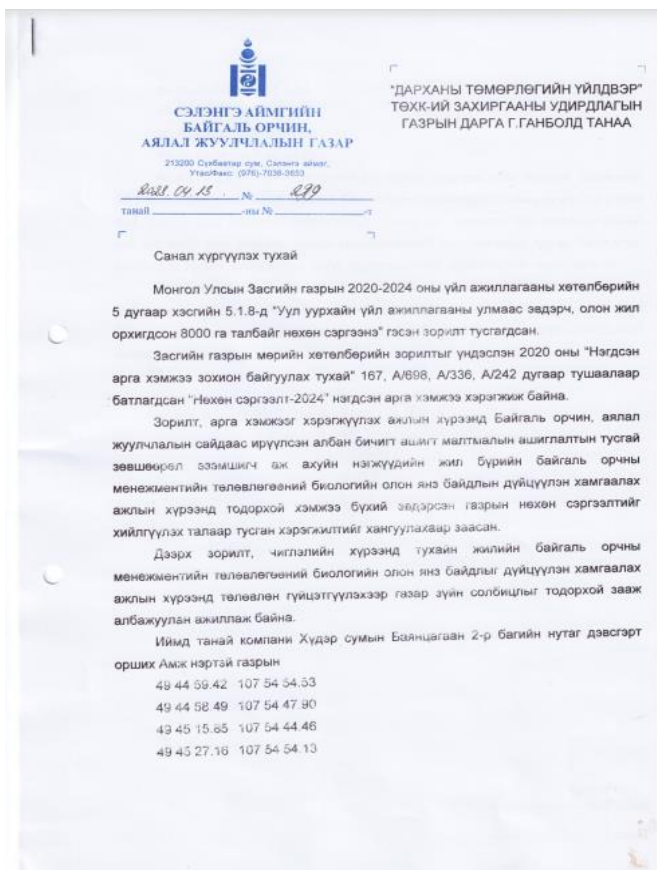 СЭЛЭНГЭ АЙМГИЙН
БАЙГАЛЬ ОРЧИН,
АЯЛАЛ ЖУУЛЧЛАЛЫН ГАЗАР
213200 Сүхбаатар сум, Сэлэнгэ аймаг,
Утас/Факс: (976)-7036-3653
04 13 . № 299
танай -ны № -т
"ДАРХАНЫ ТӨМӨРЛӨГИЙН ҮЙЛДВЭР"
ТӨХК-ИЙ ЗАХИРГААНЫ УДИРДЛАГЫН
ГАЗРЫН ДАРГА Г.ГАНБОЛД ТАНАА
Санал хүргүүлэх тухай
Монгол Улсын Засгийн газрын 2020-2024 оны үйл ажиллагааны хөтөлбөрийн
5 дугаар хэсгийн 5.1.8-д "Уул уурхайн үйл ажиллагааны улмаас эвдэрч, олон жил
орхигдсон 8000 га талбайг нөхөн сэргээнэ" гэсэн зорилт тусгагдсан.
Засгийн газрын мөрийн хөтөлбөрийн зорилтыг үндэслэн 2020 оны "Нэгдсэн
арга хэмжээ зохион байгуулах тухай" 167, А/698, А/336, А/242 дугаар тушаалаар
батлагдсан "Нөхөн сэргээлт-2024" нэгдсэн арга хэмжээ хэрэгжиж байна.
Зорилт, арга хэмжээг хэрэгжүүлэх ажлын хүрээнд Байгаль орчин, аялал
жуулчлалын сайдаас ирүүлсэн албан бичигт ашигт малтмалын ашиглалтын тусгай
зөвшөөрөл эзэмшигч аж ахуйн нэгжүүдийн жил бүрийн байгаль орчны
менежментийн төлөвлөгөөний биологийн олон янз байдлын дүйцүүлэн хамгаалах
ажлын хүрээнд тодорхой хэмжээ бүхий эвдэрсэн газрын нөхөн сэргээлтийг
хийлгүүлэх талаар тусган хэрэгжилтийг хангуулахаар заасан.
Дээрх зорилт, чиглэлийн хүрээнд тухайн жилийн байгаль орчны
менежментийн төлөвлөгөөний биологийн олон янз байдлыг дүйцүүлэн хамгаалах
ажлын хүрээнд төлөвлөн гүйцэтгүүлэхээр газар зүйн солбицлыг тодорхой зааж
албажуулан ажиллаж байна.
Иймд танай компани Хүдэр сумын Баянцагаан 2-р багийн нутаг дэвсгэрт
орших Амж нэртэй газрын
49 44 59.42 107 54 54.53
49 44 58.49 107 54 47.90
49 45 15.85 107 54 44.46
49 45 27.16 107 54 54.13